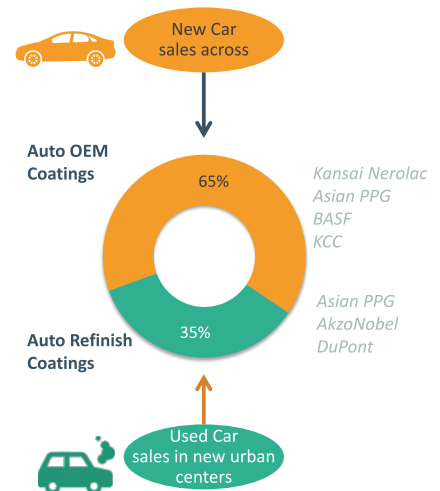 New Car
sales across
Auto OEM
Coatings
65%
Kansai Nerolac
Asian PPG
BASF
KCC
Auto Refinish
Coatings
35%
Asian PPG
AkzoNobel
DuPont
Used Car
sales in new urban
centers